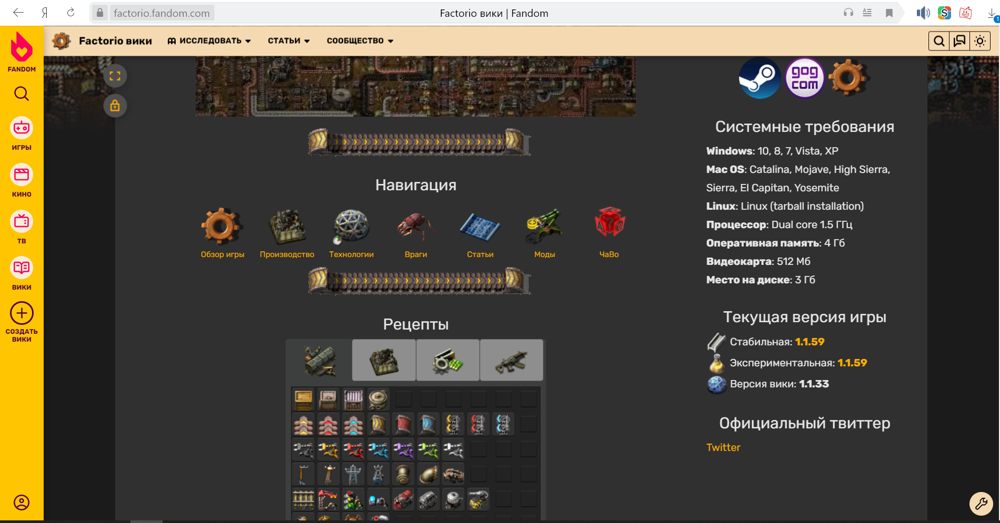 factorio.fandom.com
Factorio вики | Fandom
1
FANDOM
ИГРЫ
КИНО
ТВ
ВИКИ
СОЗДАТЬ
ВИКИ
Factorio вики
ИССЛЕДОВАТЬ
СТАТЬИ
СООБЩЕСТВО
Навигация
Обзор игры
Производство
Технологии
Враги
Статьи
Моды
ЧаВо
Рецепты
gog
com
Системные требования
Windows: 10, 8, 7, Vista, XP
Mac OS: Catalina, Mojave, High Sierra,
Sierra, El Capitan, Yosemite
Linux: Linux (tarball installation)
Процессор: Dual core 1.5 ГГц
Оперативная память: 4 Гб
Видеокарта: 512 Мб
Место на диске: 3 Гб
Текущая версия игры
Стабильная: 1.1.59
Экспериментальная: 1.1.59
Версия вики: 1.1.33
Официальный твиттер
Twitter